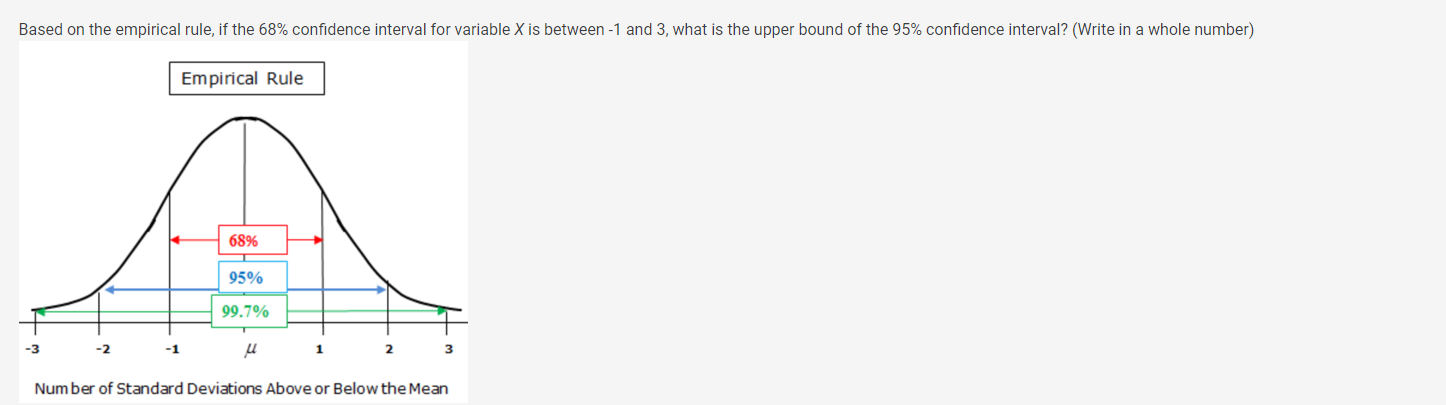 Based on the empirical rule, if the 68% confidence interval for variable X is between -1 and 3, what is the upper bound of the 95% confidence interval? (Write in a whole number)
Empirical Rule
68%
95%
99.7%
-3 -2 -1 μ 1 2 3
Number of Standard Deviations Above or Below the Mean